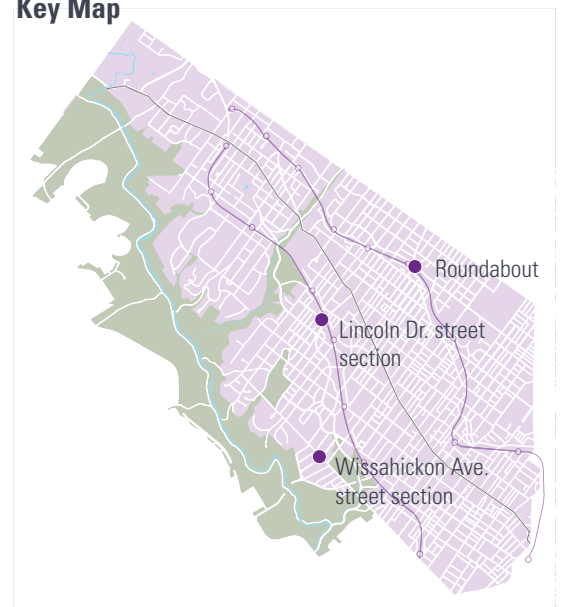 Key Map
Roundabout
Lincoln Dr. street
section
Wissahickon Ave.
street section